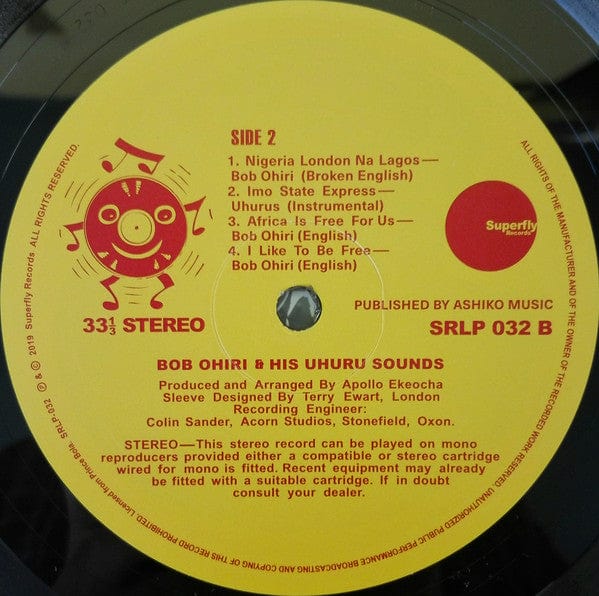 SIDE 2
1. Nigeria London Na Lagos—
Bob Ohiri (Broken English)
2. Imo State Express—
Uhurus (Instrumental)
3. Africa Is Free For Us—
Bob Ohiri (English)
4. I Like To Be Free—
Bob Ohiri (English)
Superfly
Records
33⅓ STEREO
PUBLISHED BY ASHIKO MUSIC
SRLP 032 B
BOB OHIRI & HIS UHURU SOUNDS
Produced and Arranged By Apollo Ekeocha
Sleeve Designed By Terry Ewart, London
Recording Engineer:
Colin Sander, Acorn Studios, Stonefield, Oxon.
STEREO—This stereo record can be played on mono
reproducers provided either a compatible or stereo cartridge
wired for mono is fitted. Recent equipment may already
be fitted with a suitable cartridge. If in doubt
consult your dealer.
SRLP-032 ℗ & © 2019 Superfly Records. ALL RIGHTS RESERVED.
ALL RIGHTS OF THE MANUFACTURER AND OF THE OWNER OF THE RECORDED WORK RESERVED. UNAUTHORIZED PUBLIC PERFORMANCE BROADCASTING AND COPYING OF THIS RECORD PROHIBITED. Licensed from Prince Bola.